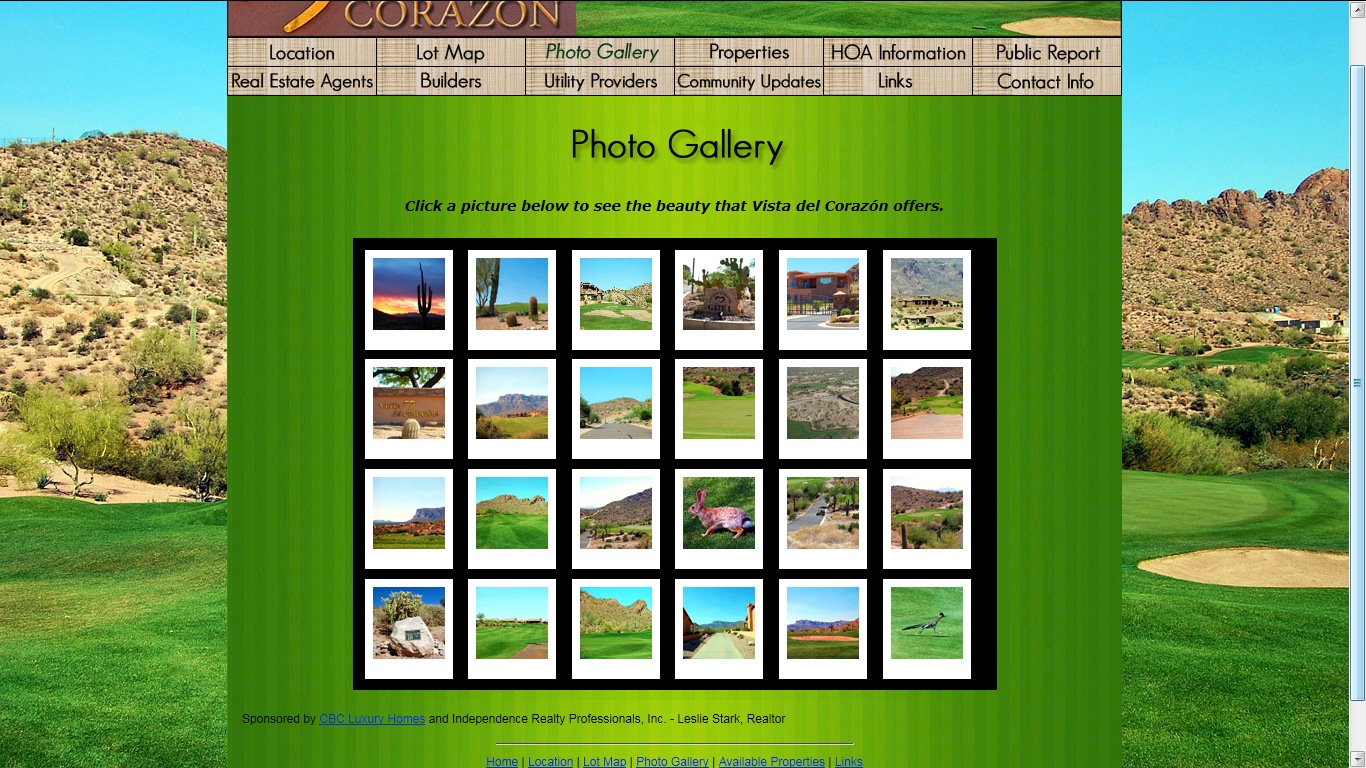 CORAZÓN
Location Lot Map Photo Gallery Properties HOA Information Public Report
Real Estate Agents Builders Utility Providers Community Updates Links Contact Info
Photo Gallery
Click a picture below to see the beauty that Vista del Corazón offers.
Sponsored by CBC Luxury Homes and Independence Realty Professionals, Inc. - Leslie Stark, Realtor
Home | Location | Lot Map | Photo Gallery | Available Properties | Links